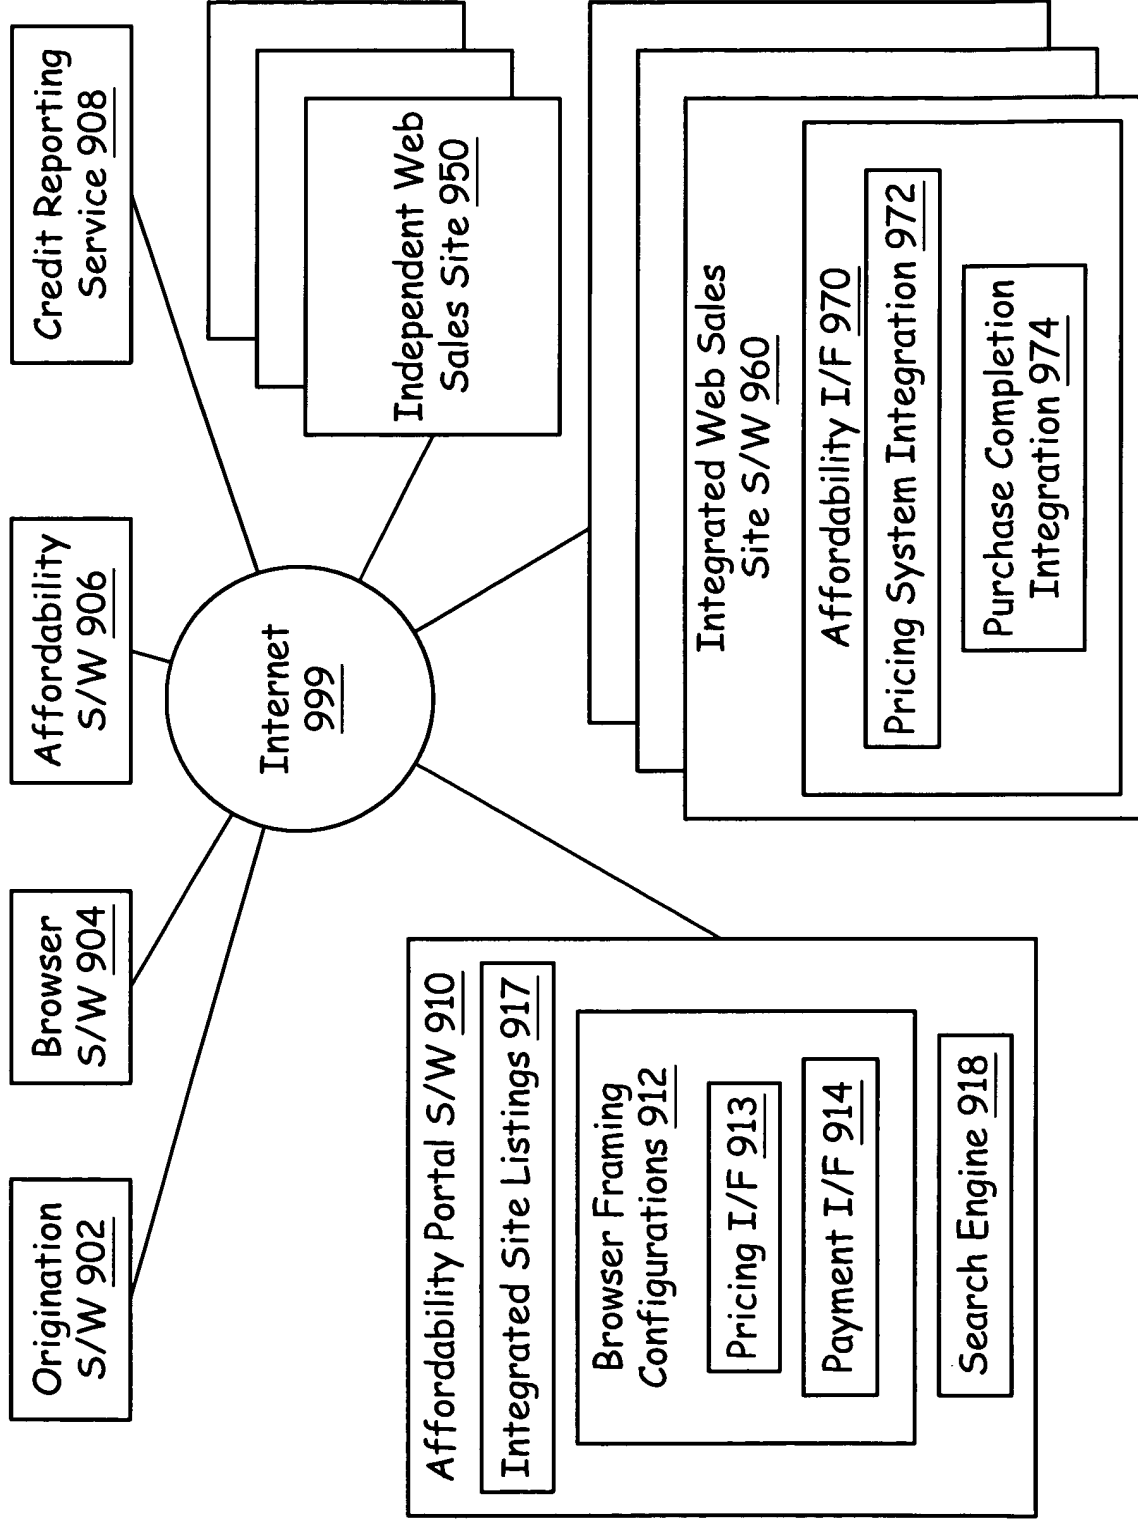 Origination
S/W 902
Browser
S/W 904
Affordability
S/W 906
Credit Reporting
Service 908
Internet
999
Independent Web
Sales Site 950
Affordability Portal S/W 910
Integrated Site Listings 917
Browser Framing
Configurations 912
Pricing I/F 913
Payment I/F 914
Search Engine 918
Integrated Web Sales
Site S/W 960
Affordability I/F 970
Pricing System Integration 972
Purchase Completion
Integration 974